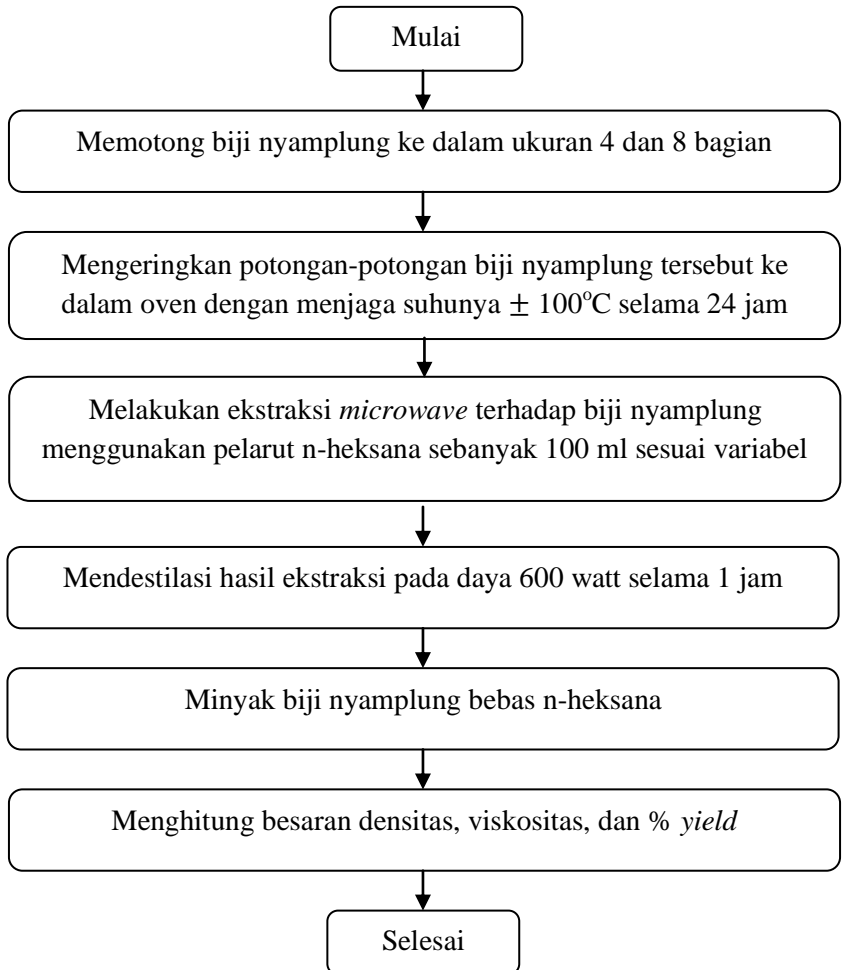 Mulai
Memotong biji nyamplung ke dalam ukuran 4 dan 8 bagian
Mengeringkan potongan-potongan biji nyamplung tersebut ke
dalam oven dengan menjaga suhunya ± 100°C selama 24 jam
Melakukan ekstraksi microwave terhadap biji nyamplung
menggunakan pelarut n-heksana sebanyak 100 ml sesuai variabel
Mendestilasi hasil ekstraksi pada daya 600 watt selama 1 jam
Minyak biji nyamplung bebas n-heksana
Menghitung besaran densitas, viskositas, dan % yield
Selesai